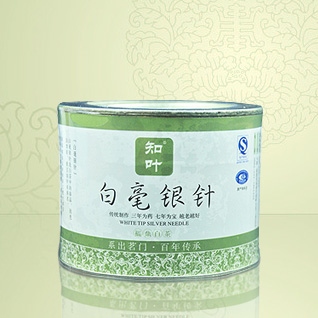 知
叶
白毫银针
传统制作 三年为药 七年为宝 越老越好
WHITE TIP SILVER NEEDLE
福鼎白茶
系出茗门·百年传承